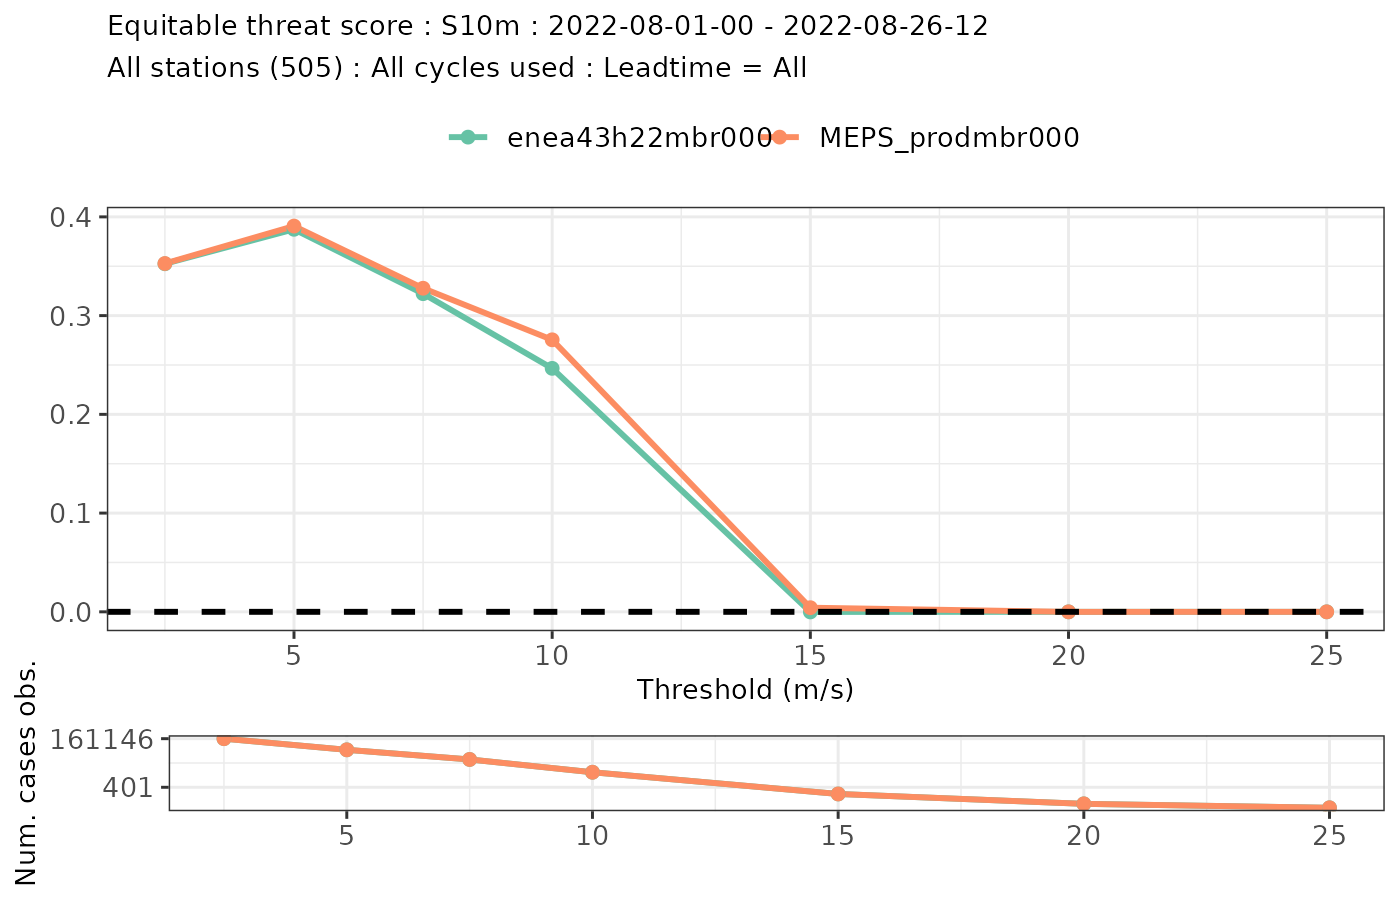 Equitable threat score : S10m : 2022-08-01-00 - 2022-08-26-12
All stations (505) : All cycles used : Leadtime = All
enea43h22mbr000 MEPS_prodmbr000
0.4
0.3
0.2
0.1
0.0
5 10 15 20 25
Threshold (m/s)
Num. cases obs.
161146
401
5 10 15 20 25